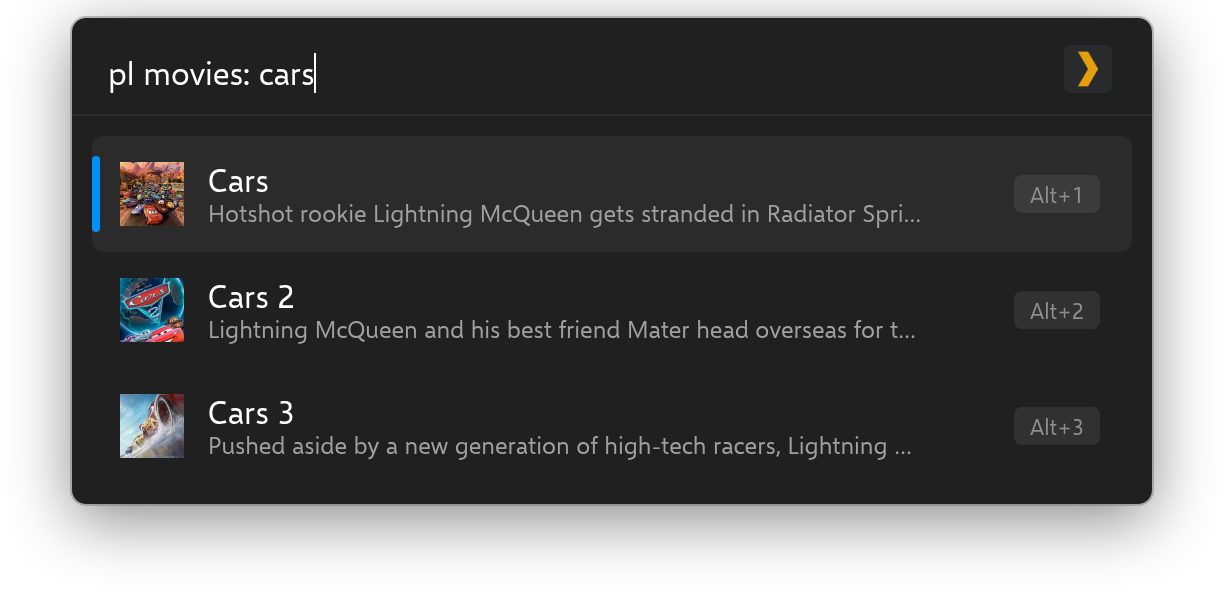 pl movies: cars
Cars
Hotshot rookie Lightning McQueen gets stranded in Radiator Spri...
Alt+1
Cars 2
Lightning McQueen and his best friend Mater head overseas for t...
Alt+2
Cars 3
Pushed aside by a new generation of high-tech racers, Lightning ...
Alt+3